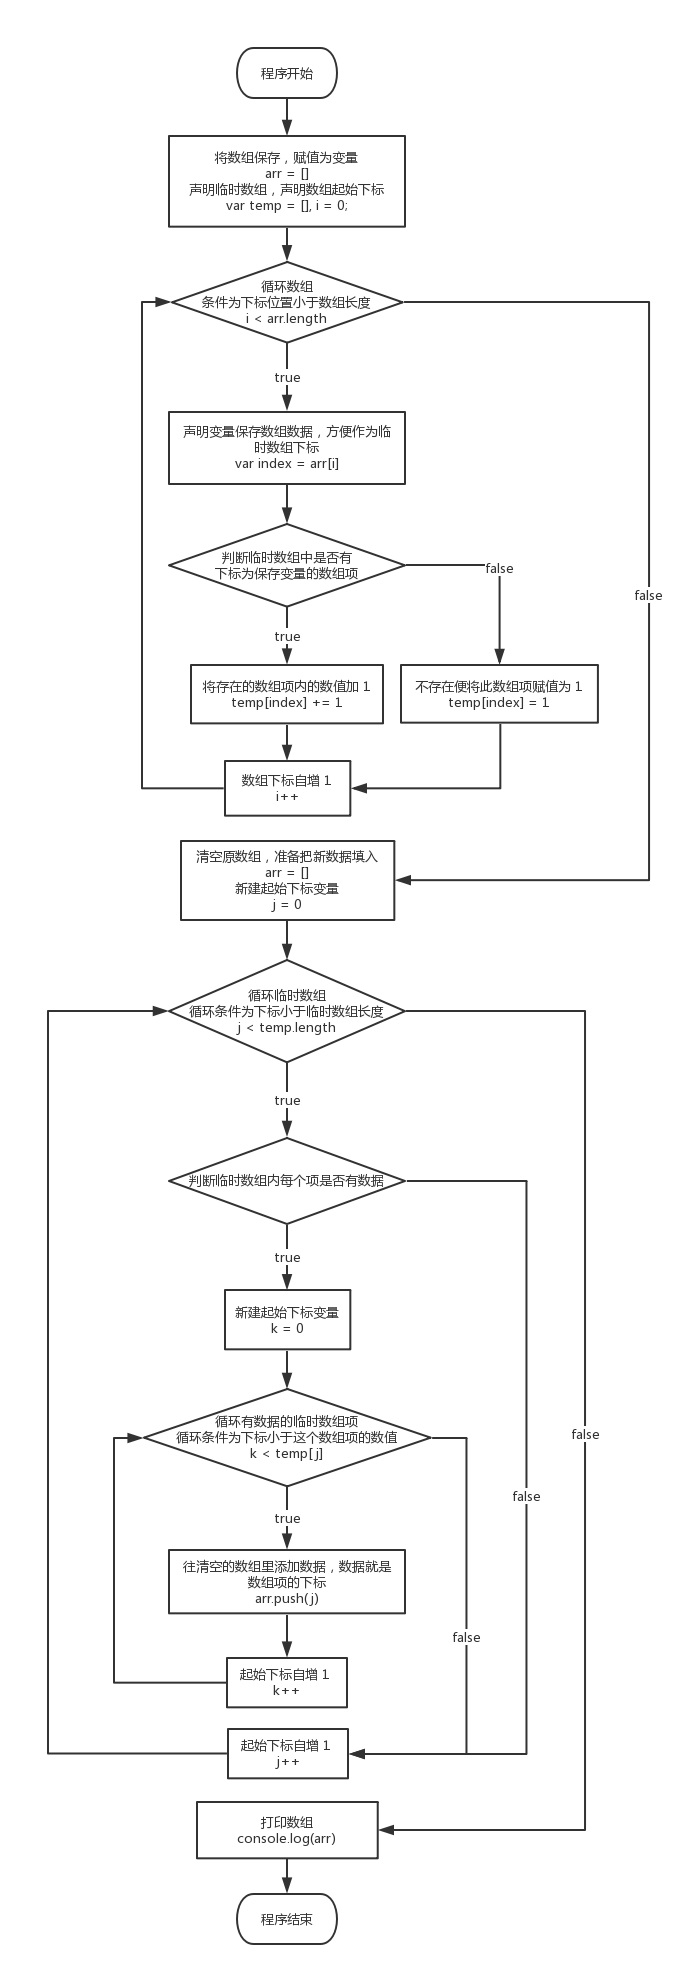 程序开始
将数组保存，赋值为变量
arr = []
声明临时数组，声明数组起始下标
var temp = [], i = 0;
循环数组
条件为下标位置小于数组长度
i < arr.length
true
声明变量保存数组数据，方便作为临
时数组下标
var index = arr[i]
判断临时数组中是否有
下标为保存变量的数组项
false
false
true
将存在的数组项内的数值加 1
temp[index] += 1
不存在便将此数组项赋值为 1
temp[index] = 1
数组下标自增 1
i++
清空原数组，准备把新数据填入
arr = []
新建起始下标变量
j = 0
循环临时数组
循环条件为下标小于临时数组长度
j < temp.length
true
判断临时数组内每个项是否有数据
true
新建起始下标变量
k = 0
循环有数据的临时数组项
循环条件为下标小于这个数组项的数值
k < temp[j]
false
false
true
往清空的数组里添加数据，数据就是
数组项的下标
arr.push(j)
false
起始下标自增 1
k++
起始下标自增 1
j++
打印数组
console.log(arr)
程序结束